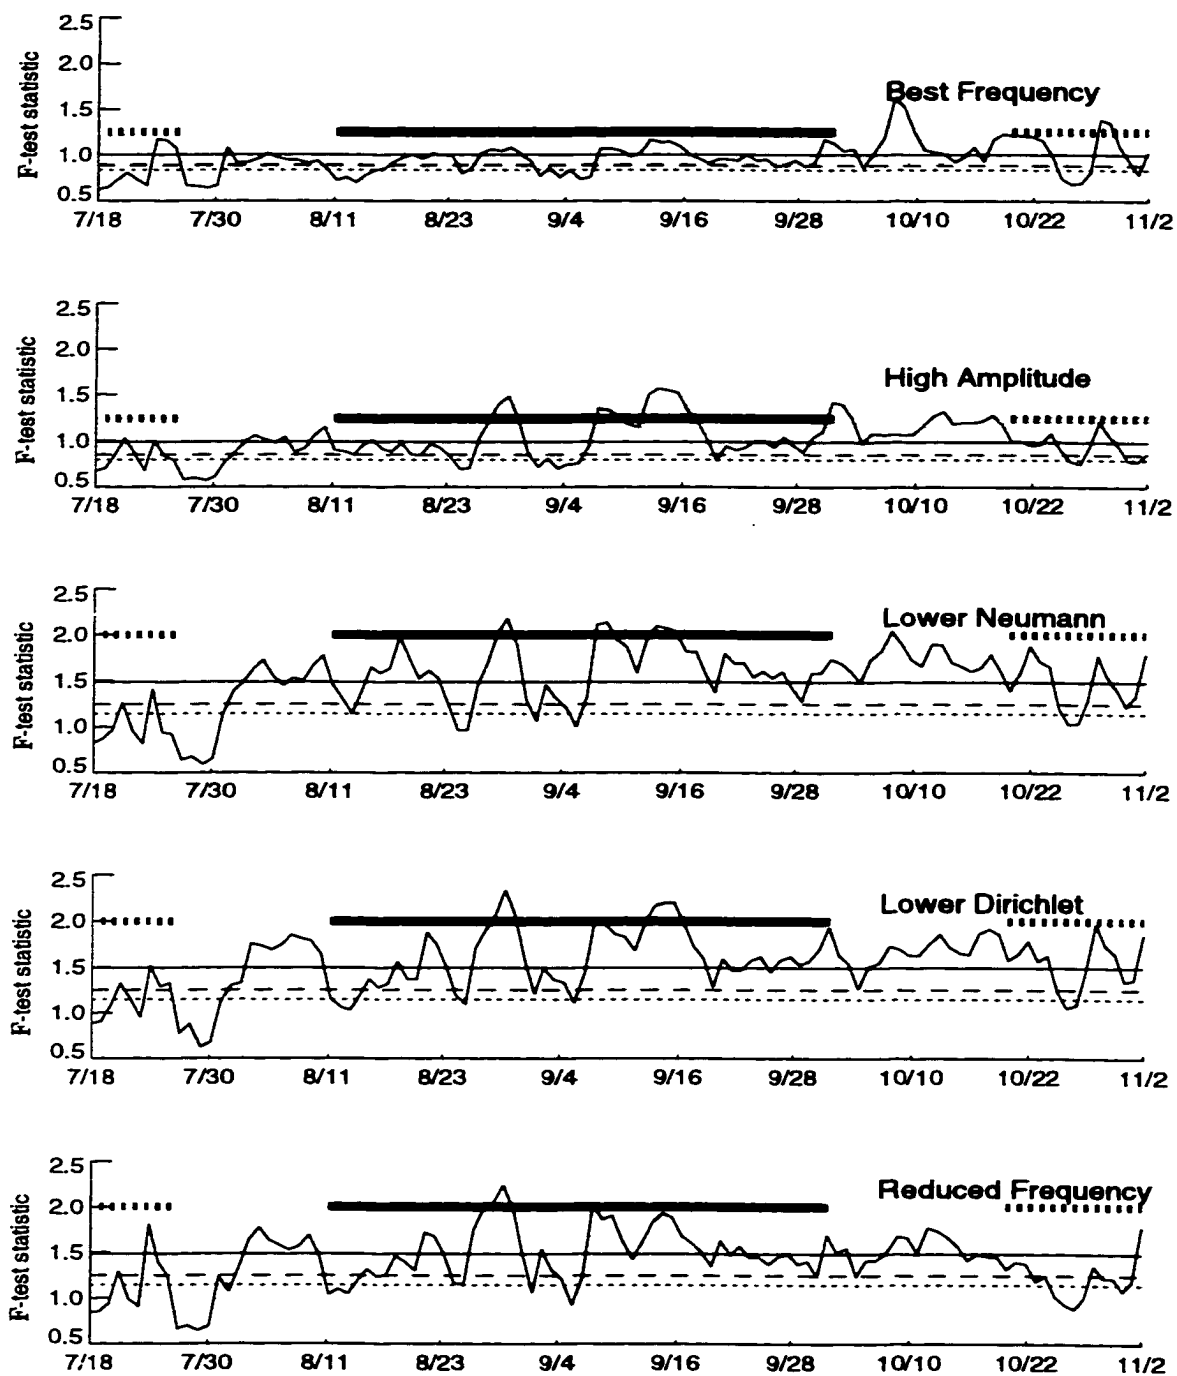 2.5
2.0
1.5
1.0
0.5
F-test statistic
Best Frequency
7/18 7/30 8/11 8/23 9/4 9/16 9/28 10/10 10/22 11/2
2.5
2.0
1.5
1.0
0.5
F-test statistic
High Amplitude
7/18 7/30 8/11 8/23 9/4 9/16 9/28 10/10 10/22 11/2
2.5
2.0
1.5
1.0
0.5
F-test statistic
Lower Neumann
7/18 7/30 8/11 8/23 9/4 9/16 9/28 10/10 10/22 11/2
2.5
2.0
1.5
1.0
0.5
F-test statistic
Lower Dirichlet
7/18 7/30 8/11 8/23 9/4 9/16 9/28 10/10 10/22 11/2
2.5
2.0
1.5
1.0
0.5
F-test statistic
Reduced Frequency
7/18 7/30 8/11 8/23 9/4 9/16 9/28 10/10 10/22 11/2